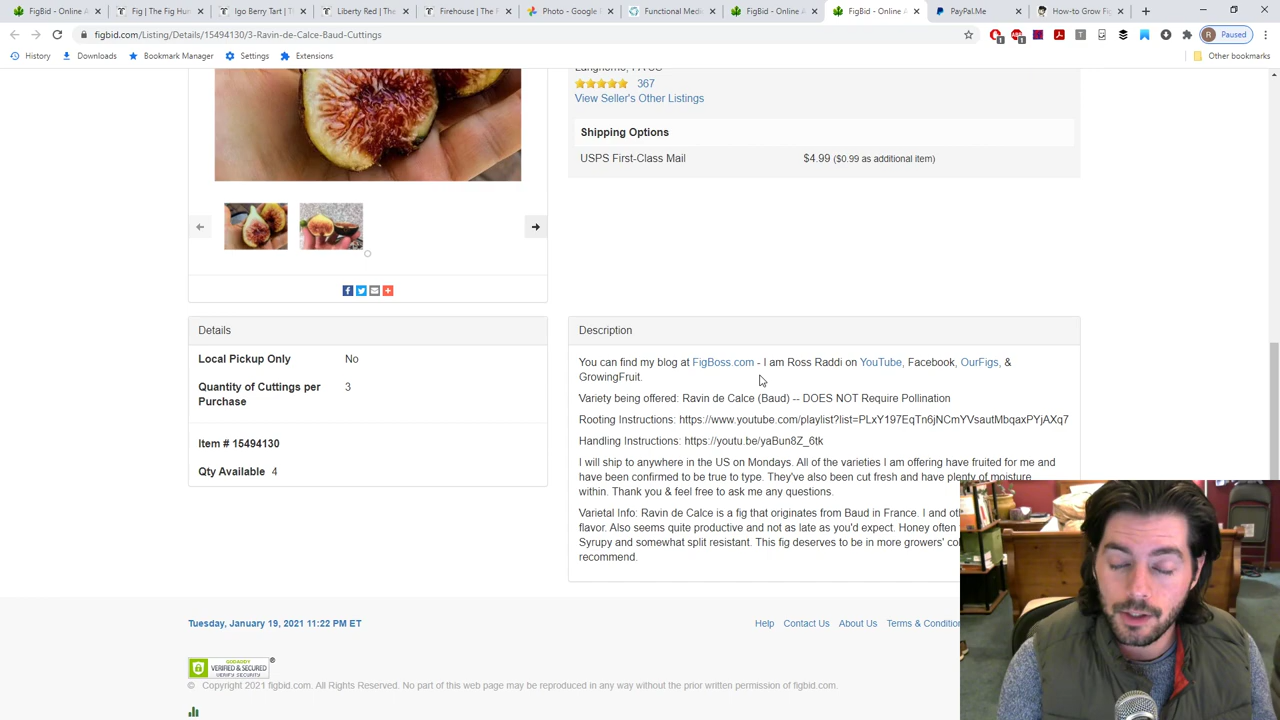 FigBid - Online A
Fig | The Fig Hun
Igo Berry Tart | T
Liberty Red | The
Firehouse | The F
Photo - Google
Functional Medi
FigBid - Online A
FigBid - Online A
PayPal.Me
How-to Grow Fig
figbid.com/Listing/Details/15494130/3-Ravin-de-Calce-Baud-Cuttings
Paused
History
Downloads
Bookmark Manager
Settings
Extensions
Other bookmarks
367
View Seller's Other Listings
Shipping Options
USPS First-Class Mail $4.99 ($0.99 as additional item)
Details
Local Pickup Only No
Quantity of Cuttings per 3
Purchase
Item # 15494130
Qty Available 4
Description
You can find my blog at FigBoss.com - I am Ross Raddi on YouTube, Facebook, OurFigs, &
GrowingFruit.
Variety being offered: Ravin de Calce (Baud) -- DOES NOT Require Pollination
Rooting Instructions: https://www.youtube.com/playlist?list=PLxY197EqTn6jNCmYVsautMbqaxPYjAXq7
Handling Instructions: https://youtu.be/yaBun8Z_6tk
I will ship to anywhere in the US on Mondays. All of the varieties I am offering have fruited for me and
have been confirmed to be true to type. They've also been cut fresh and have plenty of moisture
within. Thank you & feel free to ask me any questions.
Varietal Info: Ravin de Calce is a fig that originates from Baud in France. I and
flavor. Also seems quite productive and not as late as you'd expect. Honey often
Syrupy and somewhat split resistant. This fig deserves to be in more growers'
recommend.
Tuesday, January 19, 2021 11:22 PM ET
Help Contact Us About Us Terms & Condition
GODADDY
VERIFIED & SECURED
VERIFY SECURITY
© Copyright 2021 figbid.com. All Rights Reserved. No part of this web page may be reproduced in any way without the prior written permission of figbid.com.